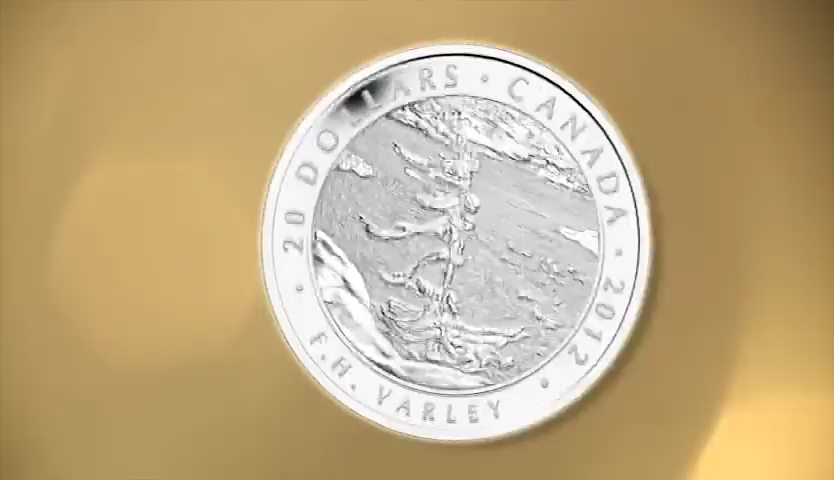 20 DOLLARS • CANADA • 2012 •
F.H. VARLEY •